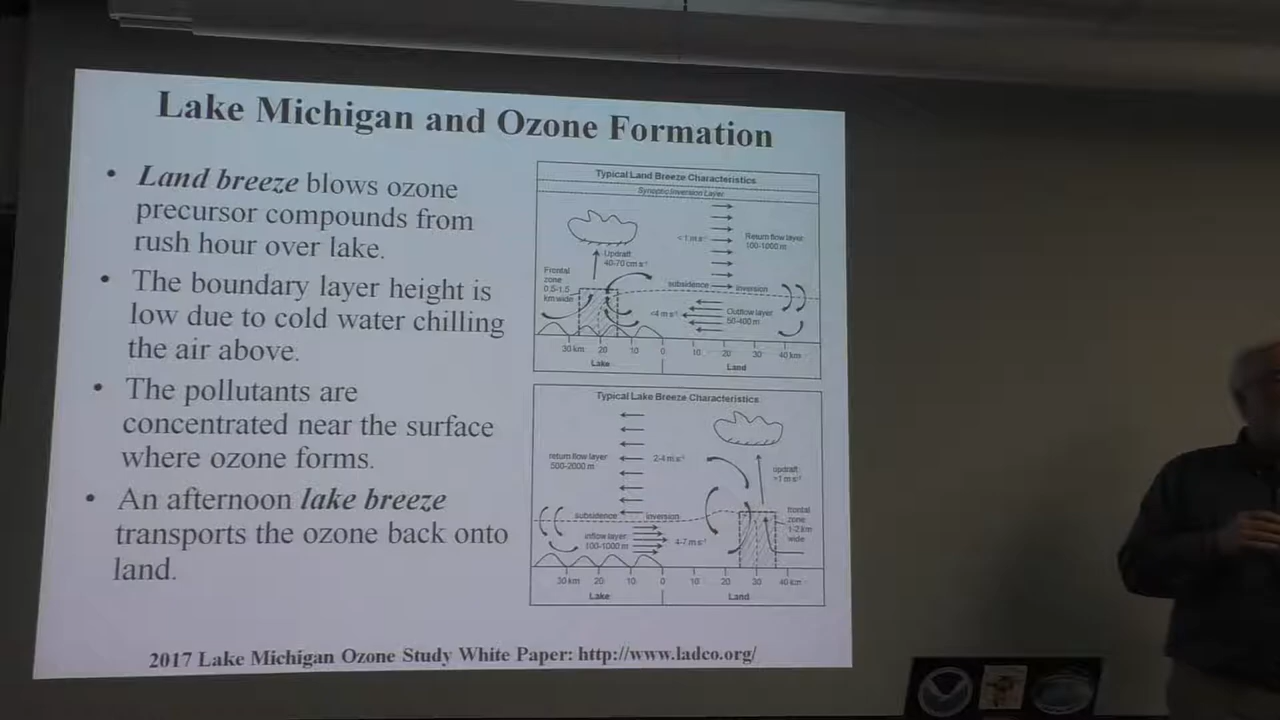 Lake Michigan and Ozone Formation
• Land breeze blows ozone
precursor compounds from
rush hour over lake.
• The boundary layer height is
low due to cold water chilling
the air above.
• The pollutants are
concentrated near the surface
where ozone forms.
• An afternoon lake breeze
transports the ozone back onto
land.
Typical Land Breeze Characteristics
Synoptic Inversion Layer
<1 m s⁻¹
Return flow layer
100-1000 m
Updraft
40-70 cm s⁻¹
Frontal
zone
0.5-1.5
km wide
subsidence
inversion
<4 m s⁻¹
Outflow layer
50-400 m
30 km 20 10 0 10 20 30 40 km
Lake Land
Typical Lake Breeze Characteristics
return flow layer
500-2000 m
2-4 m s⁻¹
updraft
>1 m s⁻¹
subsidence
inversion
frontal
zone
1-2 km
wide
inflow layer
100-1000 m
4-7 m s⁻¹
30 km 20 10 0 10 20 30 40 km
Lake Land
2017 Lake Michigan Ozone Study White Paper: http://www.ladco.org/